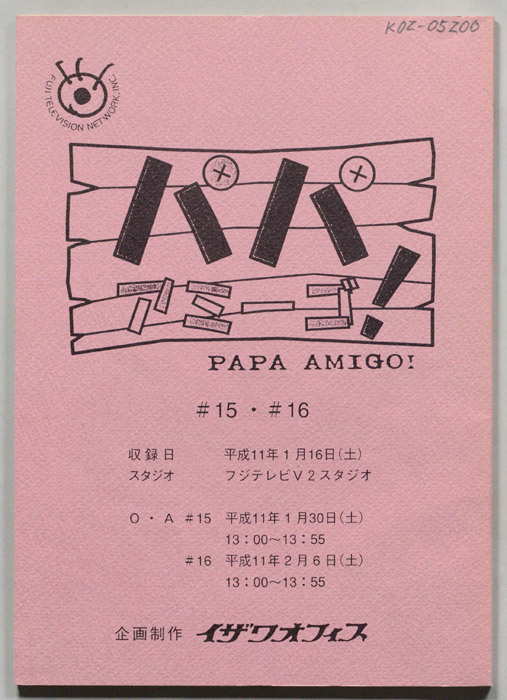 KOZ-05200
FUJI TELEVISION NETWORK, INC.
パパ
アミーゴ!
PAPA AMIGO!
#15・#16
収録日 平成11年1月16日(土)
スタジオ フジテレビV2スタジオ
O・A #15 平成11年1月30日(土)
13:00〜13:55
#16 平成11年2月6日(土)
13:00〜13:55
企画制作 イザワオフィス